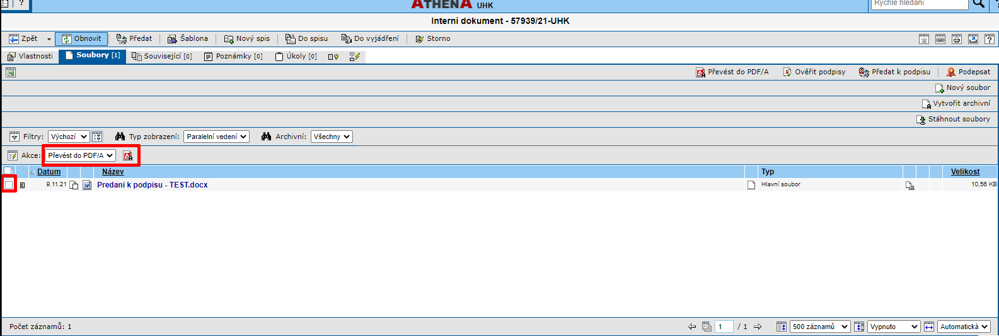 ?
ATHENA UHK
Rychlé hledání
Interní dokument - 57939/21-UHK
Zpět Obnovit Předat Šablona Nový spis Do spisu Do vyjádření Storno ?
Vlastnosti Soubory [1] Související [0] Poznámky [0] Úkoly [0]
Převést do PDF/A Ověřit podpisy Předat k podpisu Podepsat
Nový soubor
Vytvořit archivní
Stáhnout soubory
Filtry: Výchozí Typ zobrazení: Paralelní vedení Archivní: Všechny
Akce: Převést do PDF/A
Datum Název Typ Velikost
E 9.11.21 Predani k podpisu - TEST.docx Hlavní soubor 10,56 KB
Počet záznamů: 1 1 / 1 500 záznamů Vypnuto Automatická